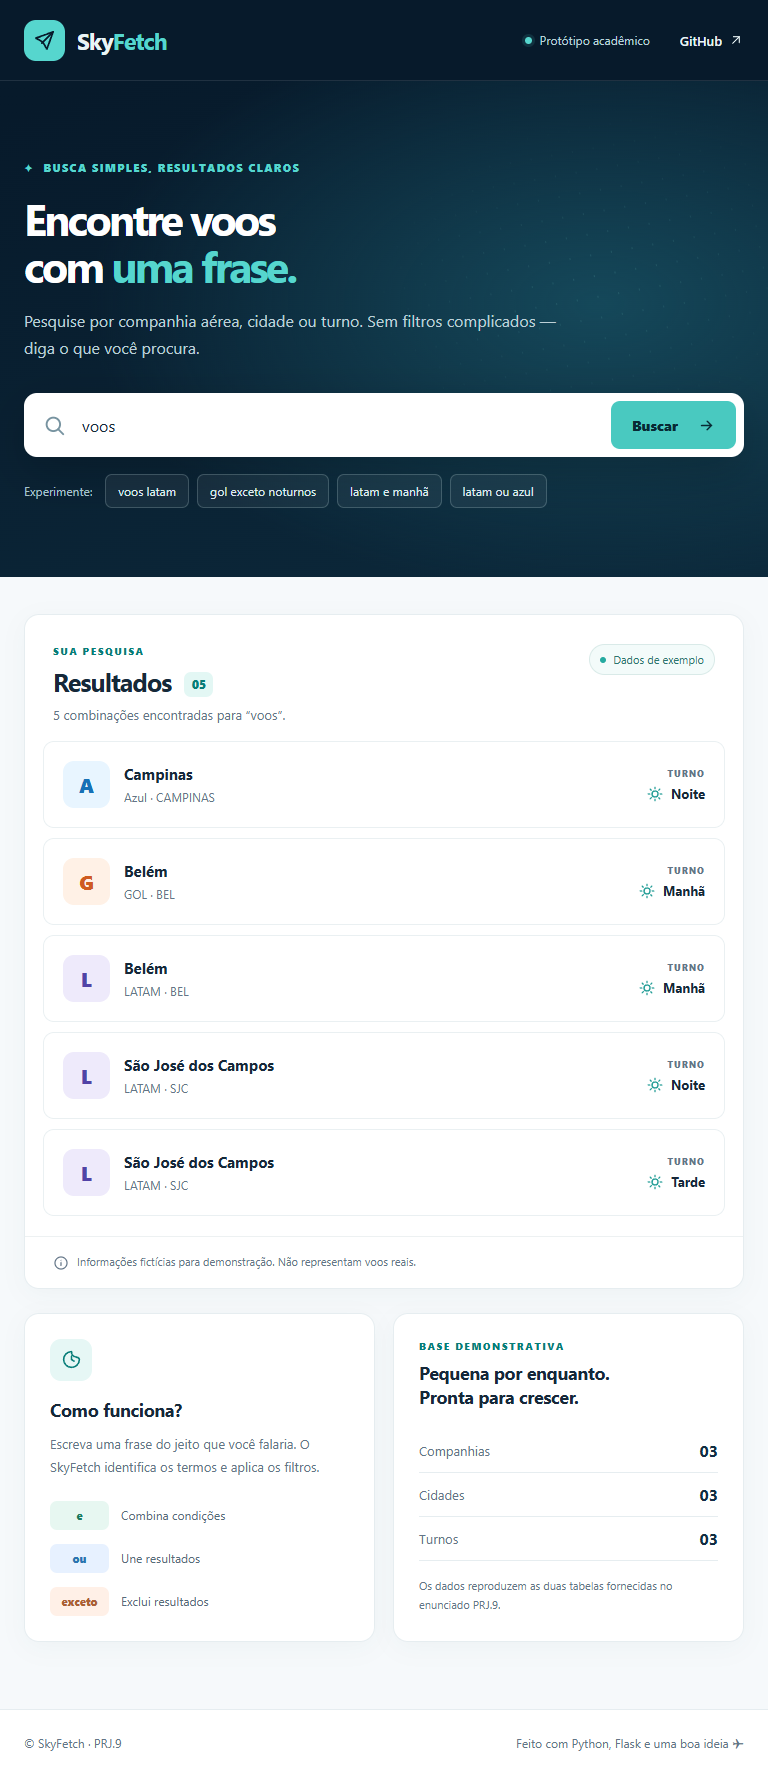 SkyFetch
Protótipo acadêmico
GitHub ↗
✦ BUSCA SIMPLES, RESULTADOS CLAROS
Encontre voos
com uma frase.
Pesquise por companhia aérea, cidade ou turno. Sem filtros complicados —
diga o que você procura.
voos
Buscar →
Experimente:
voos latam
gol exceto noturnos
latam e manhã
latam ou azul
SUA PESQUISA
Resultados 05
5 combinações encontradas para “voos”.
Dados de exemplo
A
Campinas
Azul · CAMPINAS
TURNO
Noite
G
Belém
GOL · BEL
TURNO
Manhã
L
Belém
LATAM · BEL
TURNO
Manhã
L
São José dos Campos
LATAM · SJC
TURNO
Noite
L
São José dos Campos
LATAM · SJC
TURNO
Tarde
Informações fictícias para demonstração. Não representam voos reais.
Como funciona?
Escreva uma frase do jeito que você falaria. O
SkyFetch identifica os termos e aplica os filtros.
e Combina condições
ou Une resultados
exceto Exclui resultados
BASE DEMONSTRATIVA
Pequena por enquanto.
Pronta para crescer.
Companhias 03
Cidades 03
Turnos 03
Os dados reproduzem as duas tabelas fornecidas no
enunciado PRJ.9.
© SkyFetch · PRJ.9
Feito com Python, Flask e uma boa ideia ✈